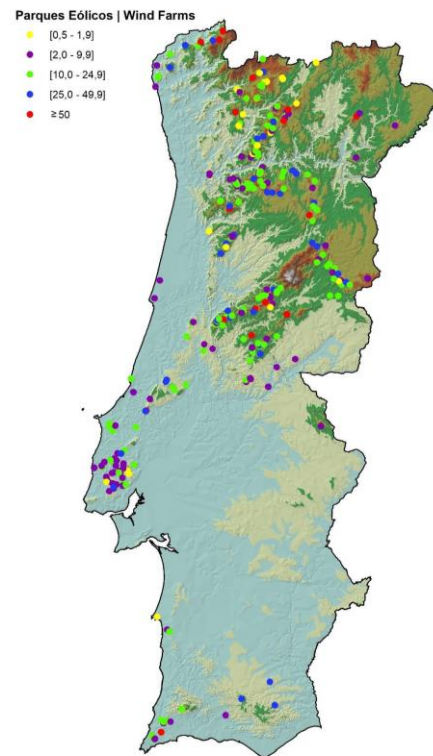 Parques Eólicos | Wind Farms
[0,5 - 1,9]
[2,0 - 9,9]
[10,0 - 24,9]
[25,0 - 49,9]
≥ 50